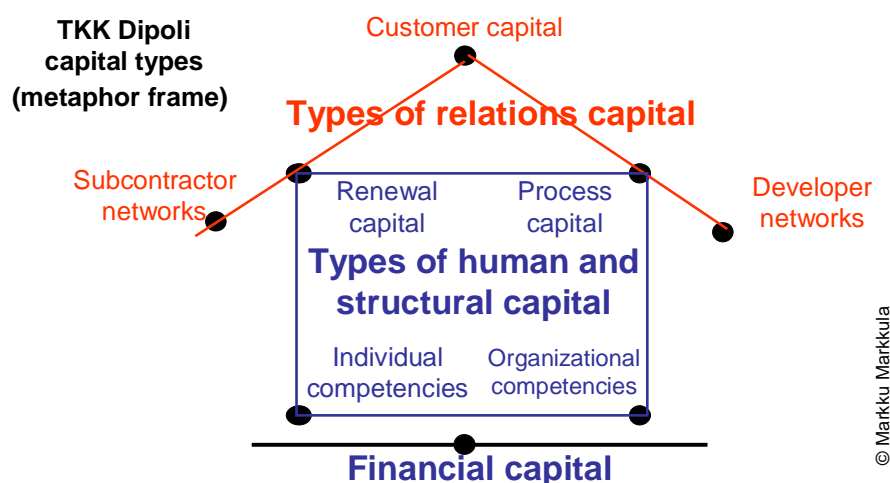 TKK Dipoli
capital types
(metaphor frame)
Customer capital
Types of relations capital
Subcontractor
networks
Developer
networks
Renewal
capital
Process
capital
Types of human and
structural capital
Individual
competencies
Organizational
competencies
Financial capital
© Markku Markkula